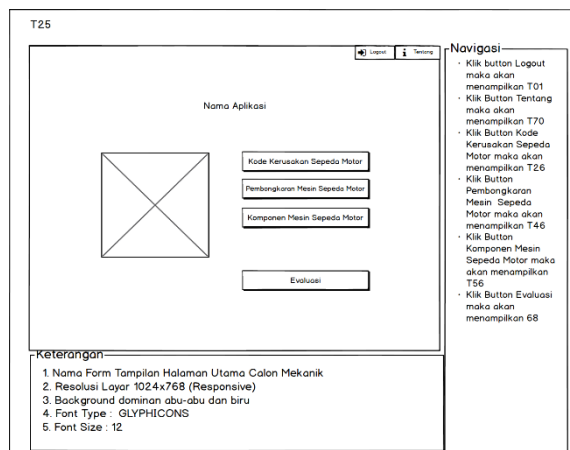 T25
Logout
i Tentang
Nama Aplikasi
Kode Kerusakan Sepeda Motor
Pembongkaran Mesin Sepeda Motor
Komponen Mesin Sepeda Motor
Evaluasi
Navigasi
· Klik button Logout
maka akan
menampilkan T01
· Klik Button Tentang
maka akan
menampilkan T70
· Klik Button Kode
Kerusakan Sepeda
Motor maka akan
menampilkan T26
· Klik Button
Pembongkaran
Mesin Sepeda
Motor maka akan
menampilkan T46
· Klik Button
Komponen Mesin
Sepeda Motor maka
akan menampilkan
T56
· Klik Button Evaluasi
maka akan
menampilkan 68
Keterangan
1. Nama Form Tampilan Halaman Utama Calon Mekanik
2. Resolusi Layar 1024x768 (Responsive)
3. Background dominan abu-abu dan biru
4. Font Type : GLYPHICONS
5. Font Size : 12